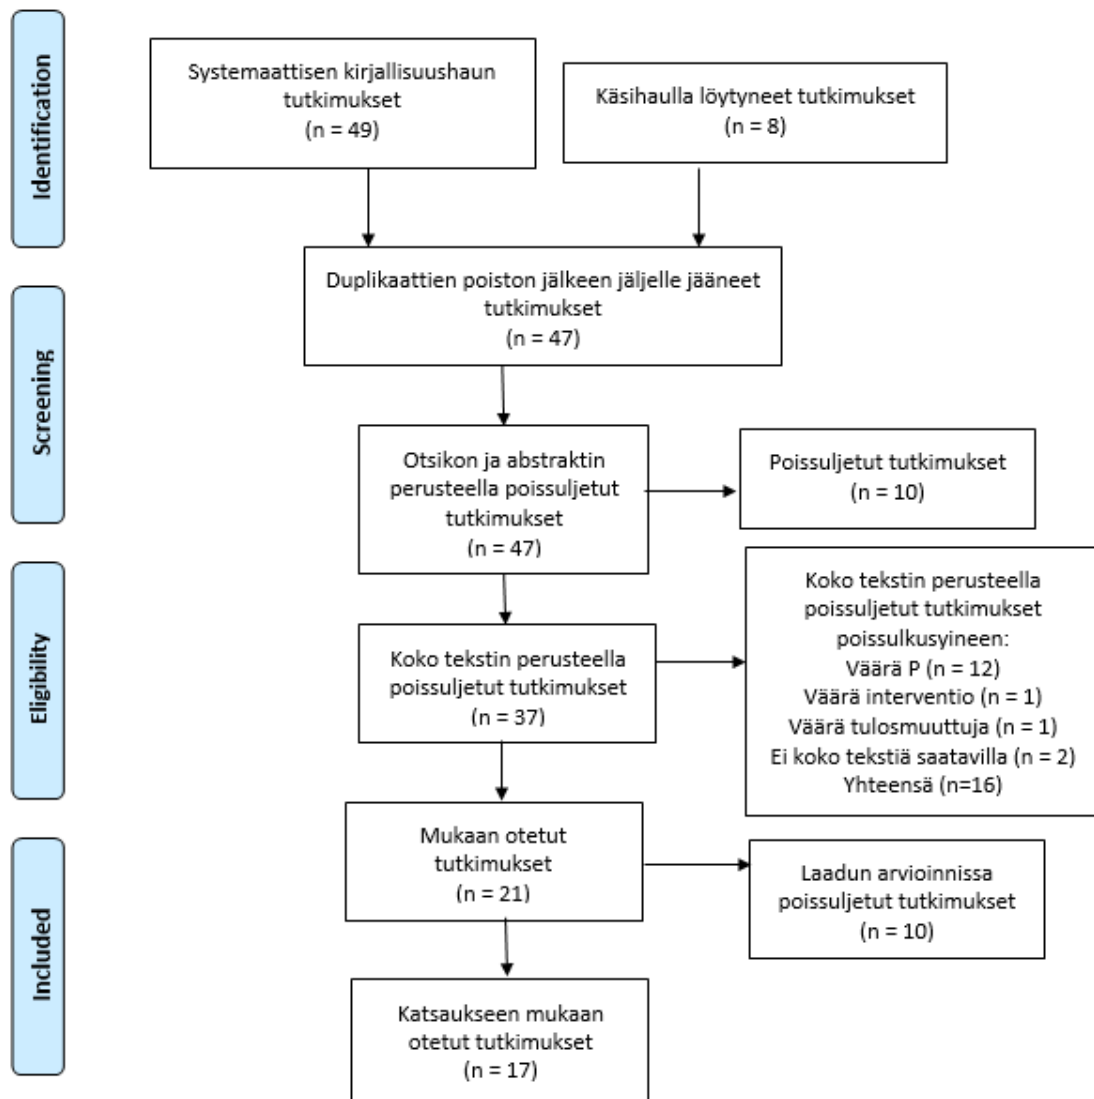 Identification
Systemaattisen kirjallisuushaun
tutkimukset
(n = 49)
Käsihaulla löytyneet tutkimukset
(n = 8)
Duplikaattien poiston jälkeen jäljelle jääneet
tutkimukset
(n = 47)
Screening
Otsikon ja abstraktin
perusteella poissuljetut
tutkimukset
(n = 47)
Poissuljetut tutkimukset
(n = 10)
Eligibility
Koko tekstin perusteella
poissuljetut tutkimukset
(n = 37)
Koko tekstin perusteella
poissuljetut tutkimukset
poissulkusyineen:
Väärä P (n = 12)
Väärä interventio (n = 1)
Väärä tulosmuuttuja (n = 1)
Ei koko tekstiä saatavilla (n = 2)
Yhteensä (n=16)
Included
Mukaan otetut
tutkimukset
(n = 21)
Laadun arvioinnissa
poissuljetut tutkimukset
(n = 10)
Katsaukseen mukaan
otetut tutkimukset
(n = 17)